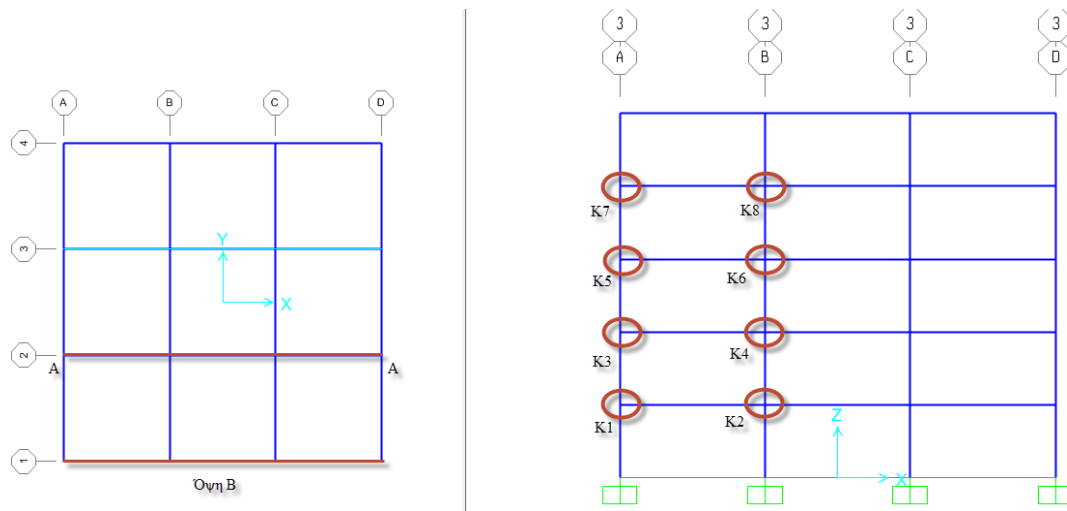 A B C D
4
3
Y
X
2
A A
1
Όψη Β
3 3 3 3
A B C D
K7 K8
K5 K6
K3 K4
K1 K2
Z
X